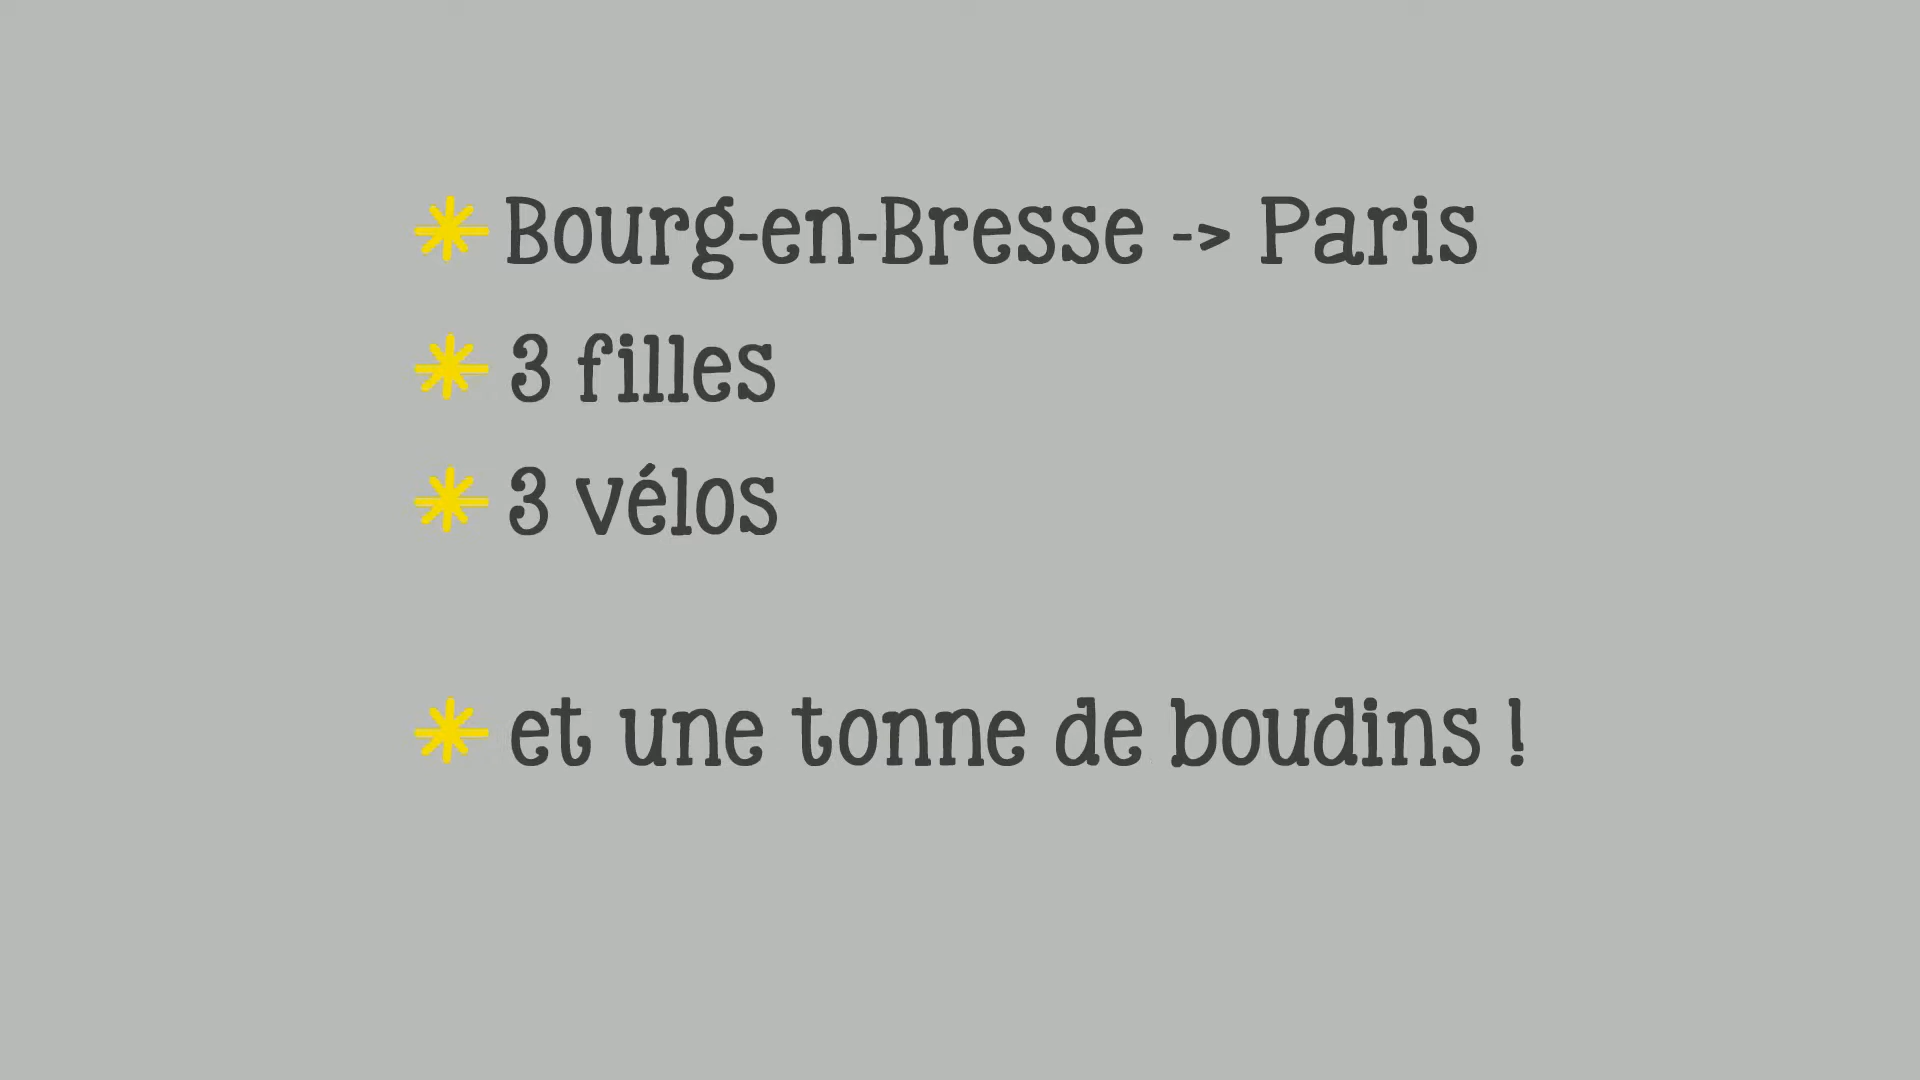 Bourg-en-Bresse -> Paris
3 filles
3 vélos
et une tonne de boudins !